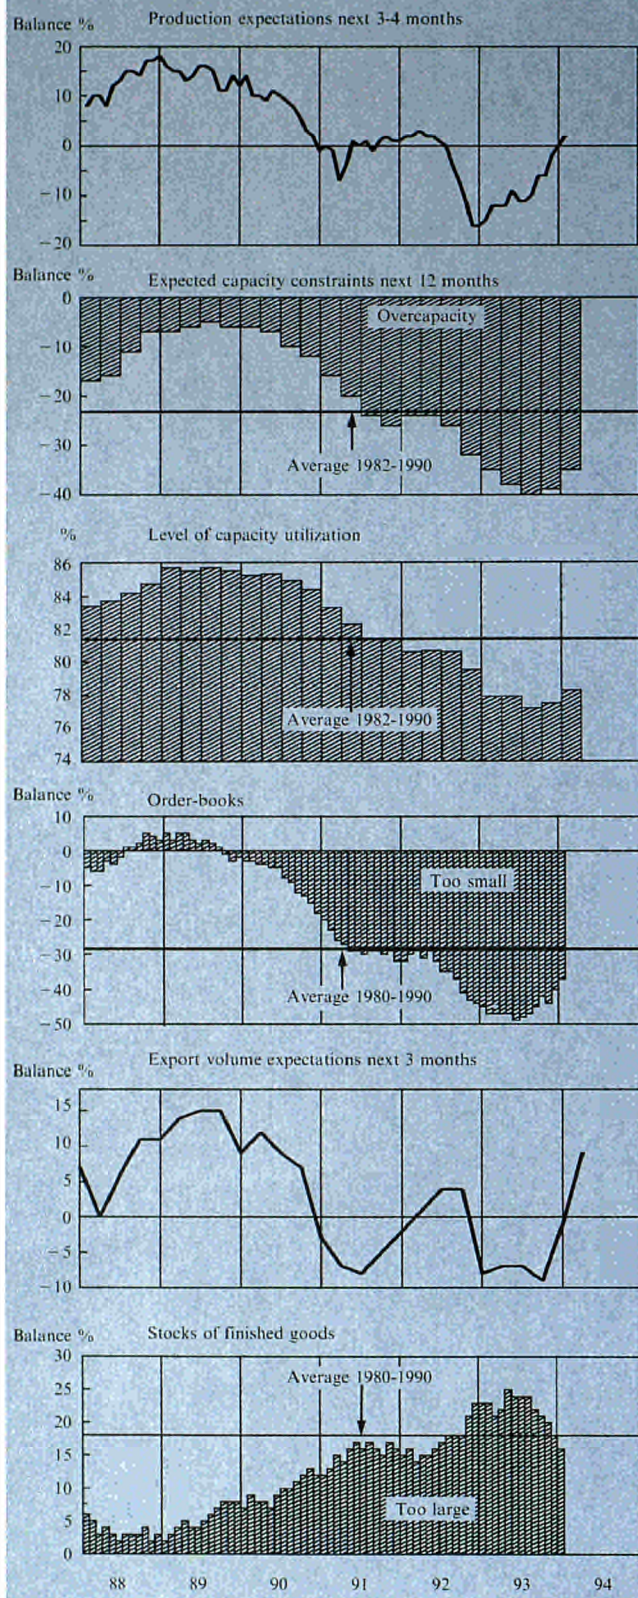 Production expectations next 3-4 months
Balance %
20
10
0
−10
−20
Balance %
Expected capacity constraints next 12 months
0
Overcapacity
−10
−20
−30
Average 1982-1990
−40
%
Level of capacity utilization
86
84
82
80
78
Average 1982-1990
76
74
Balance %
Order-books
10
0
Too small
−10
−20
−30
−40
Average 1980-1990
−50
Export volume expectations next 3 months
Balance %
15
10
5
0
−5
−10
Balance %
Stocks of finished goods
30
Average 1980-1990
25
20
15
10
Too large
5
0
88 89 90 91 92 93 94